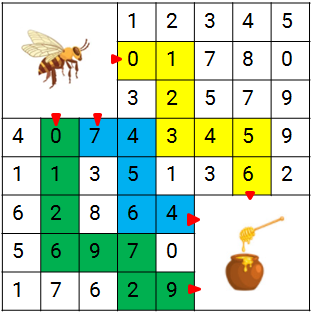 1 2 3 4 5
0 1 7 8 0
3 2 5 7 9
4 0 7 4 3 4 5 9
1 1 3 5 1 3 6 2
6 2 8 6 4
5 6 9 7 0
1 7 6 2 9